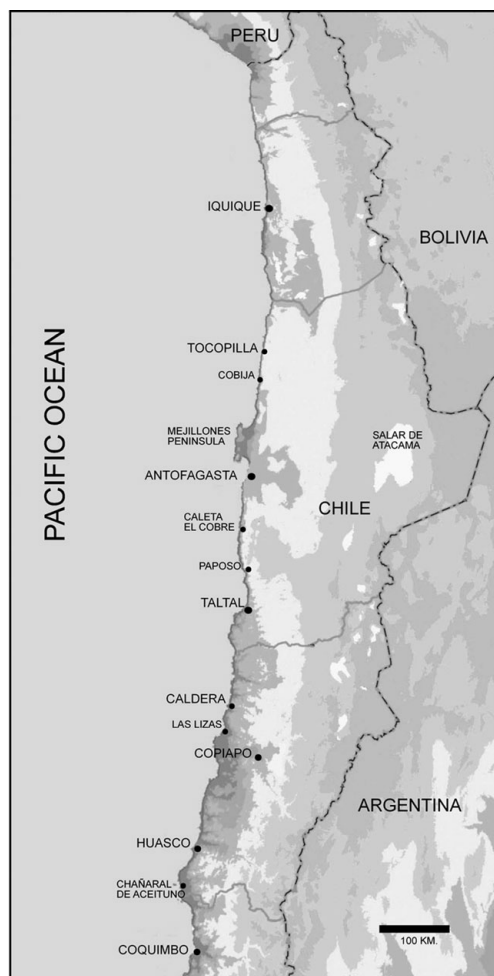 PERU
IQUIQUE
BOLIVIA
PACIFIC OCEAN
TOCOPILLA
COBIJA
MEJILLONES
PENINSULA
SALAR DE
ATACAMA
ANTOFAGASTA
CHILE
CALETA
EL COBRE
PAPOSO
TALTAL
CALDERA
LAS LIZAS
COPIAPO
ARGENTINA
HUASCO
CHAÑARAL
DE ACEITUNO
100 KM.
COQUIMBO